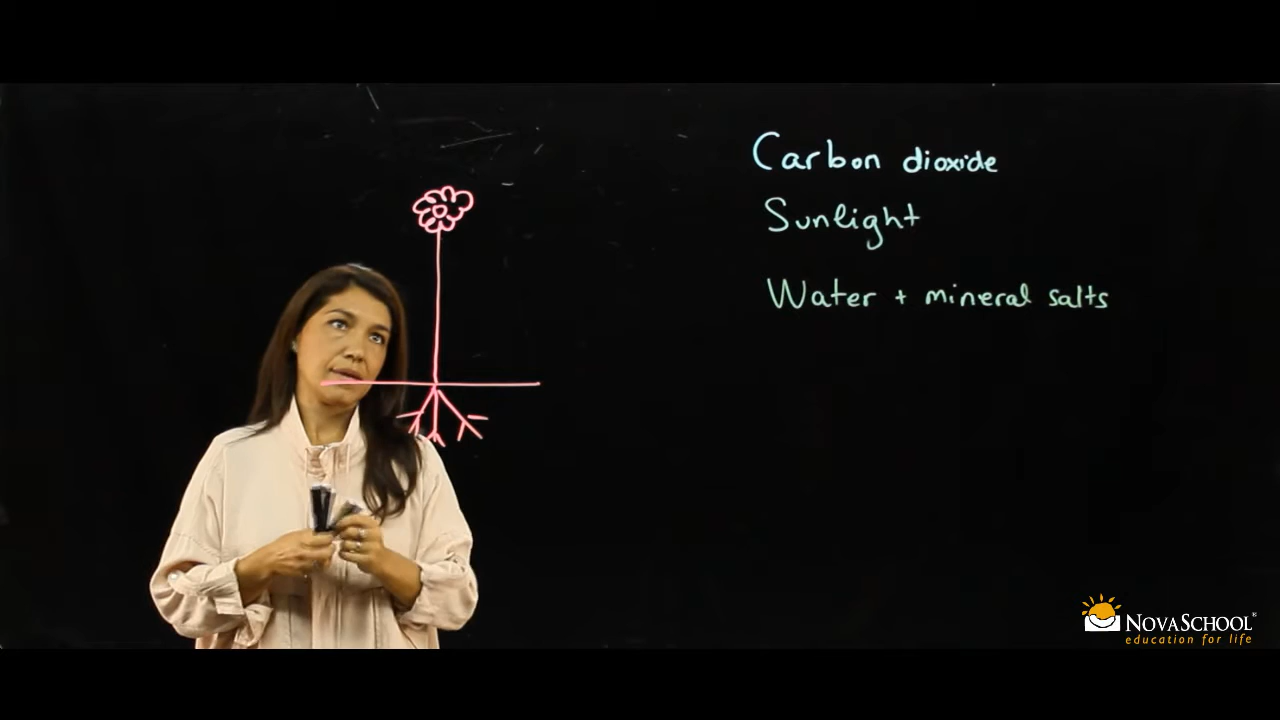 Carbon dioxide
Sunlight
Water + mineral salts
NOVASCHOOL®
education for life